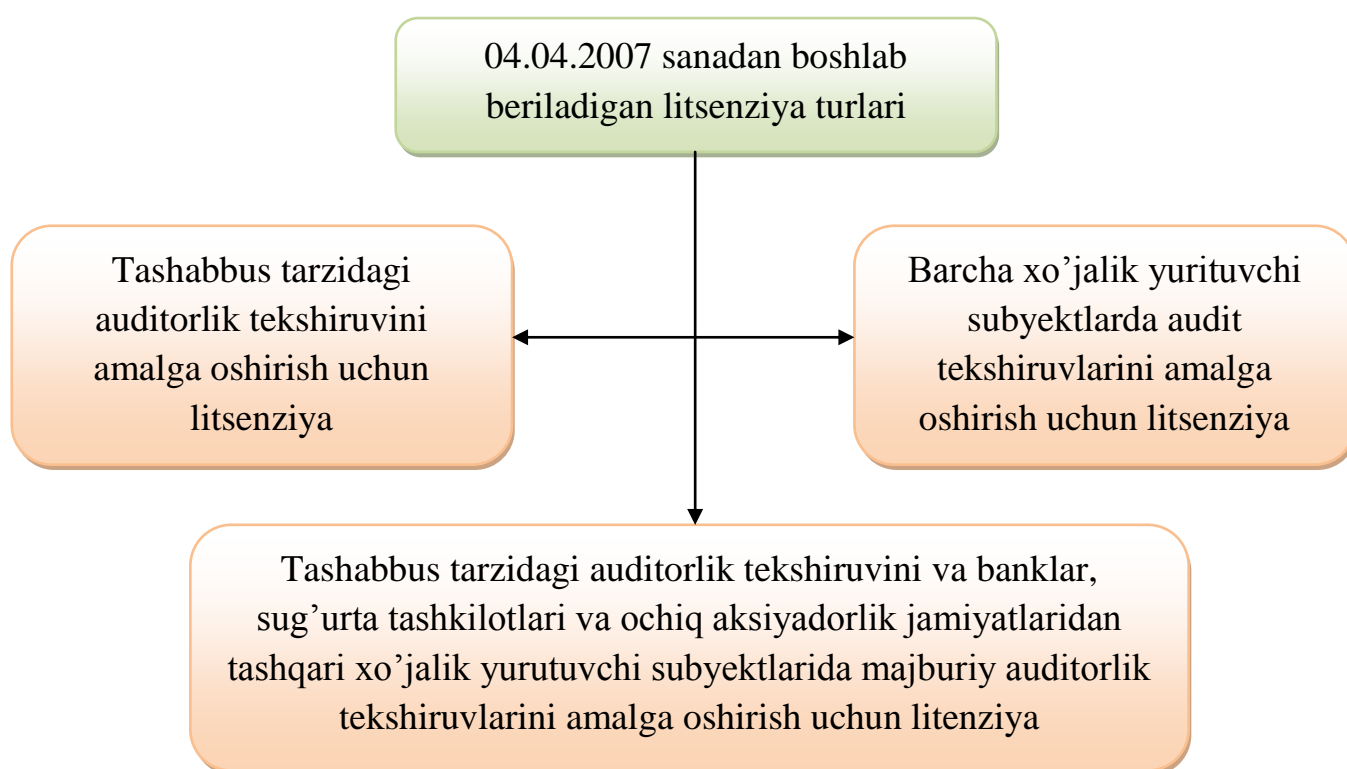 04.04.2007 sanadan boshlab
beriladigan litsenziya turlari
Tashabbus tarzidagi
auditorlik tekshiruvini
amalga oshirish uchun
litsenziya
Barcha xo’jalik yurituvchi
subyektlarda audit
tekshiruvlarini amalga
oshirish uchun litsenziya
Tashabbus tarzidagi auditorlik tekshiruvini va banklar,
sug’urta tashkilotlari va ochiq aksiyadorlik jamiyatlaridan
tashqari xo’jalik yurutuvchi subyektlarida majburiy auditorlik
tekshiruvlarini amalga oshirish uchun litenziya